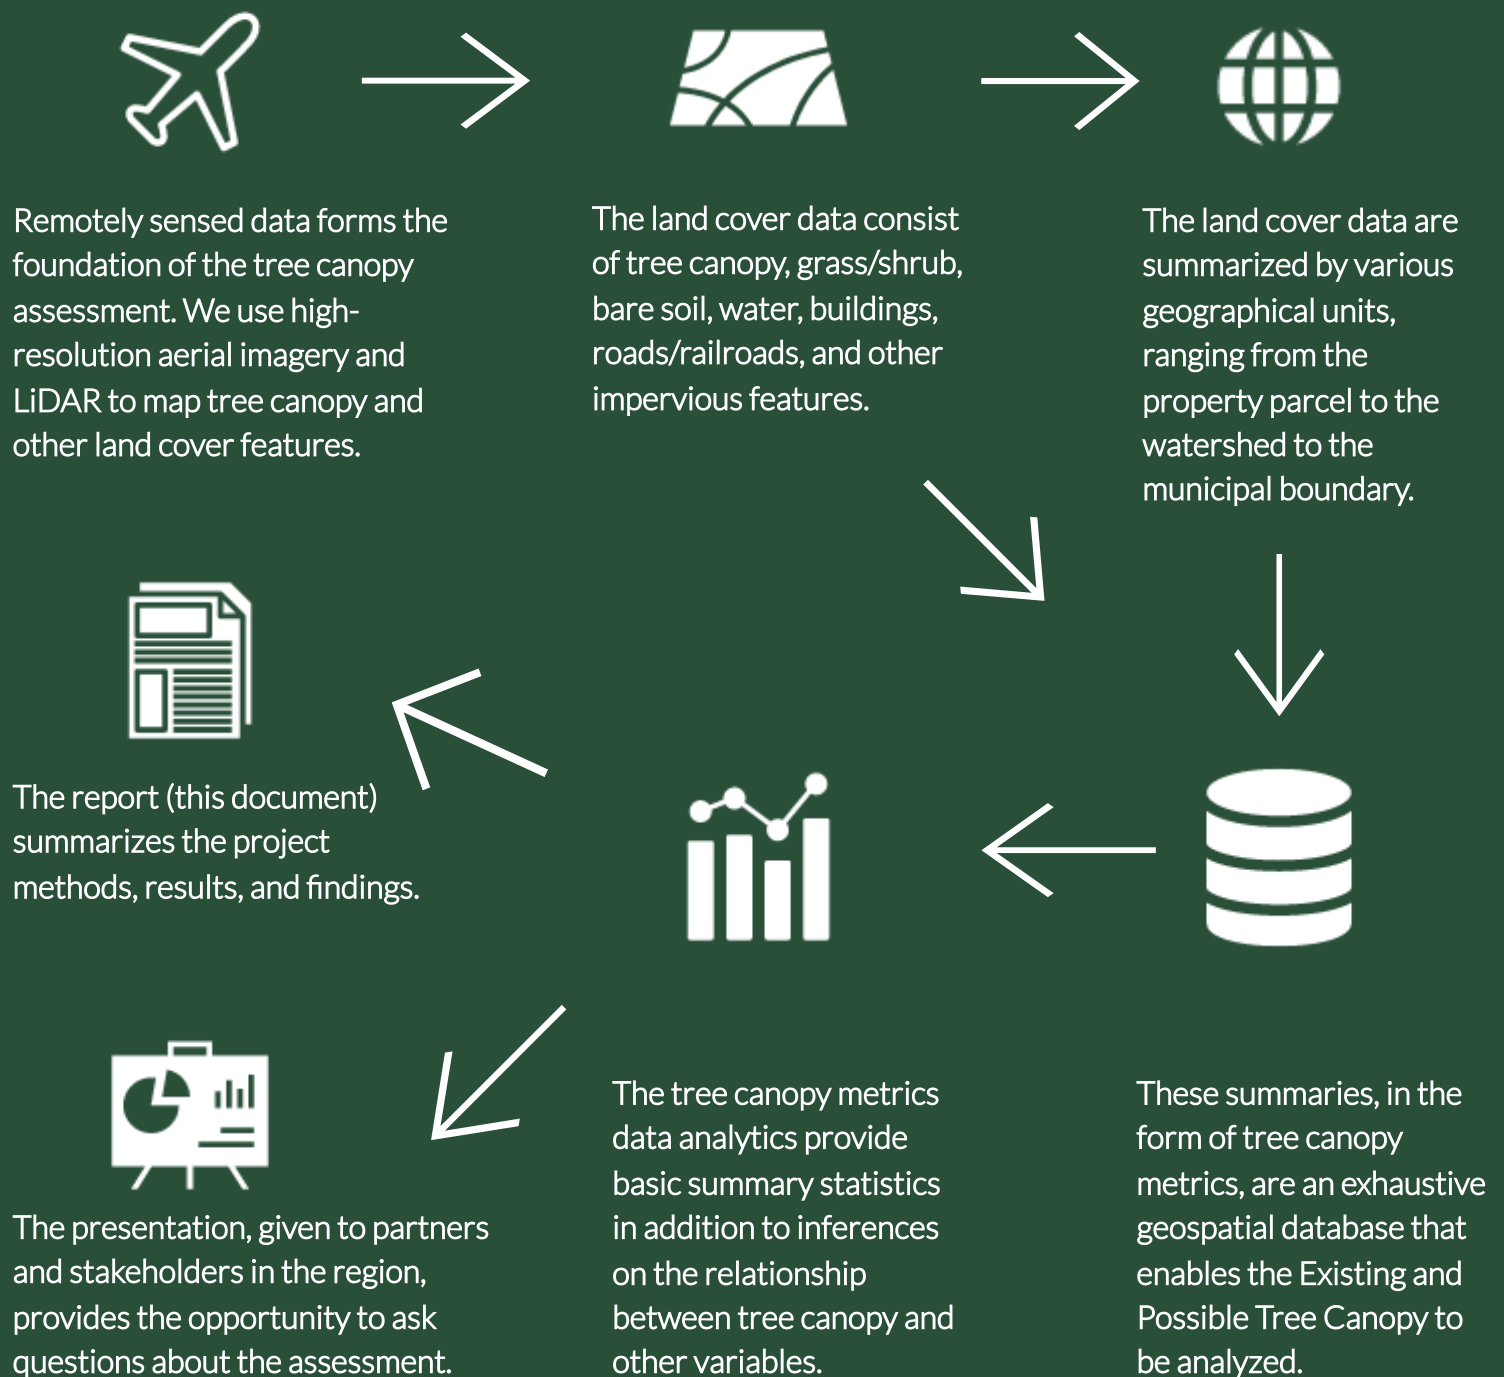 Remotely sensed data forms the
foundation of the tree canopy
assessment. We use high-
resolution aerial imagery and
LiDAR to map tree canopy and
other land cover features.
The land cover data consist
of tree canopy, grass/shrub,
bare soil, water, buildings,
roads/railroads, and other
impervious features.
The land cover data are
summarized by various
geographical units,
ranging from the
property parcel to the
watershed to the
municipal boundary.
These summaries, in the
form of tree canopy
metrics, are an exhaustive
geospatial database that
enables the Existing and
Possible Tree Canopy to
be analyzed.
The tree canopy metrics
data analytics provide
basic summary statistics
in addition to inferences
on the relationship
between tree canopy and
other variables.
The report (this document)
summarizes the project
methods, results, and findings.
The presentation, given to partners
and stakeholders in the region,
provides the opportunity to ask
questions about the assessment.